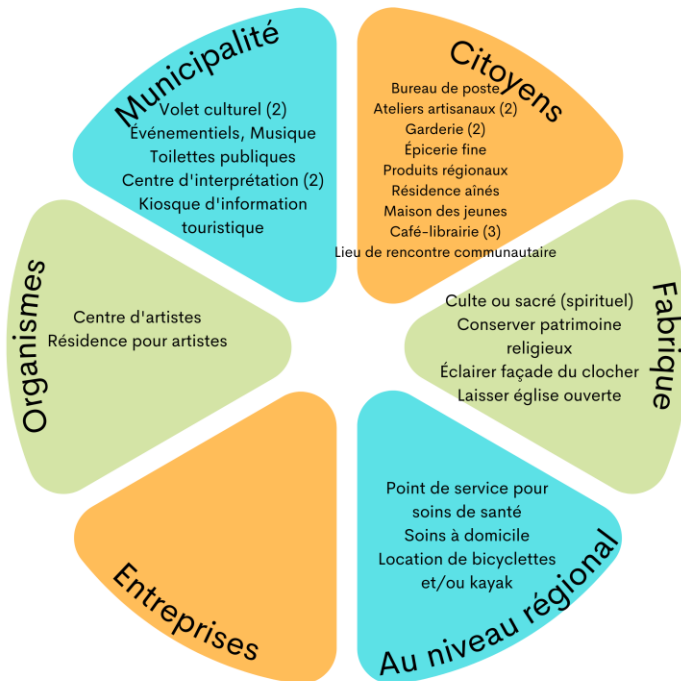 Municipalité
Volet culturel (2)
Événementiels, Musique
Toilettes publiques
Centre d'interprétation (2)
Kiosque d'information
touristique
Citoyens
Bureau de poste
Ateliers artisanaux (2)
Garderie (2)
Épicerie fine
Produits régionaux
Résidence aînés
Maison des jeunes
Café-librairie (3)
Lieu de rencontre communautaire
Organismes
Centre d'artistes
Résidence pour artistes
Fabrique
Culte ou sacré (spirituel)
Conserver patrimoine
religieux
Éclairer façade du clocher
Laisser église ouverte
Entreprises
Au niveau régional
Point de service pour
soins de santé
Soins à domicile
Location de bicyclettes
et/ou kayak